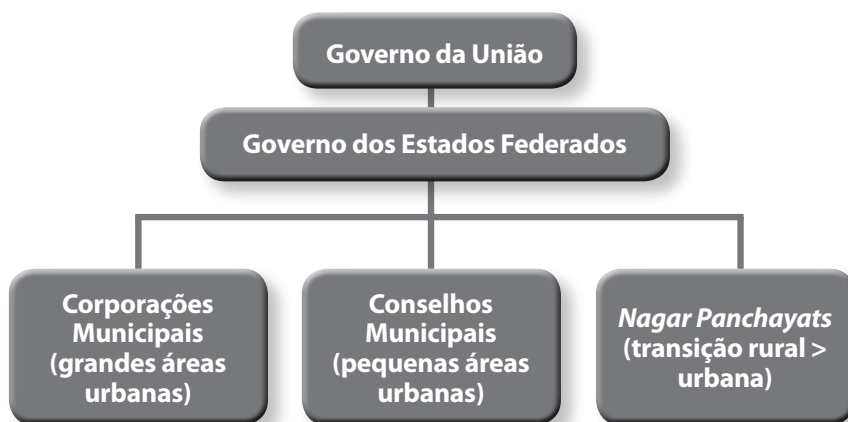 Governo da União
Governo dos Estados Federados
Corporações
Municipais
(grandes áreas
urbanas)
Conselhos
Municipais
(pequenas áreas
urbanas)
Nagar Panchayats
(transição rural >
urbana)